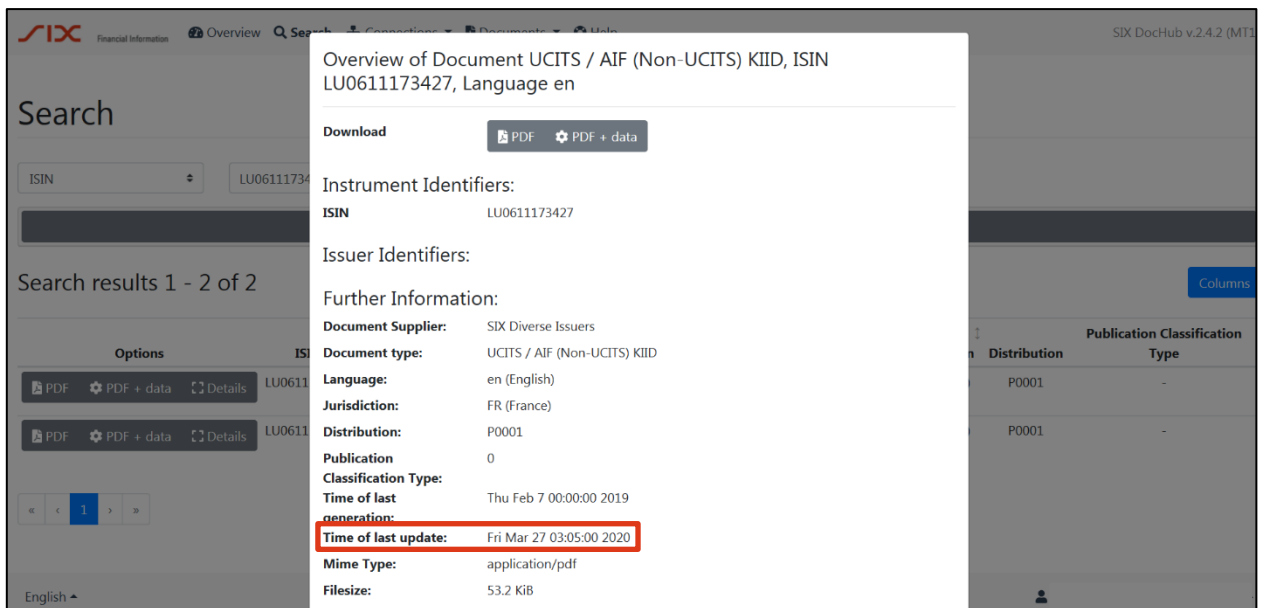 SIX Financial Information Overview Search Connections Documents Help SIX DocHub v.2.4.2 (MT1
Search
ISIN LU06111734
Search results 1 - 2 of 2
Columns
Options ISI n Distribution Publication Classification Type
PDF PDF + data Details LU0611 P0001 -
PDF PDF + data Details LU0611 P0001 -
« ‹ 1 › »
English
Overview of Document UCITS / AIF (Non-UCITS) KIID, ISIN
LU0611173427, Language en
Download PDF PDF + data
Instrument Identifiers:
ISIN LU0611173427
Issuer Identifiers:
Further Information:
Document Supplier: SIX Diverse Issuers
Document type: UCITS / AIF (Non-UCITS) KIID
Language: en (English)
Jurisdiction: FR (France)
Distribution: P0001
Publication 0
Classification Type:
Time of last Thu Feb 7 00:00:00 2019
generation:
Time of last update: Fri Mar 27 03:05:00 2020
Mime Type: application/pdf
Filesize: 53.2 KiB